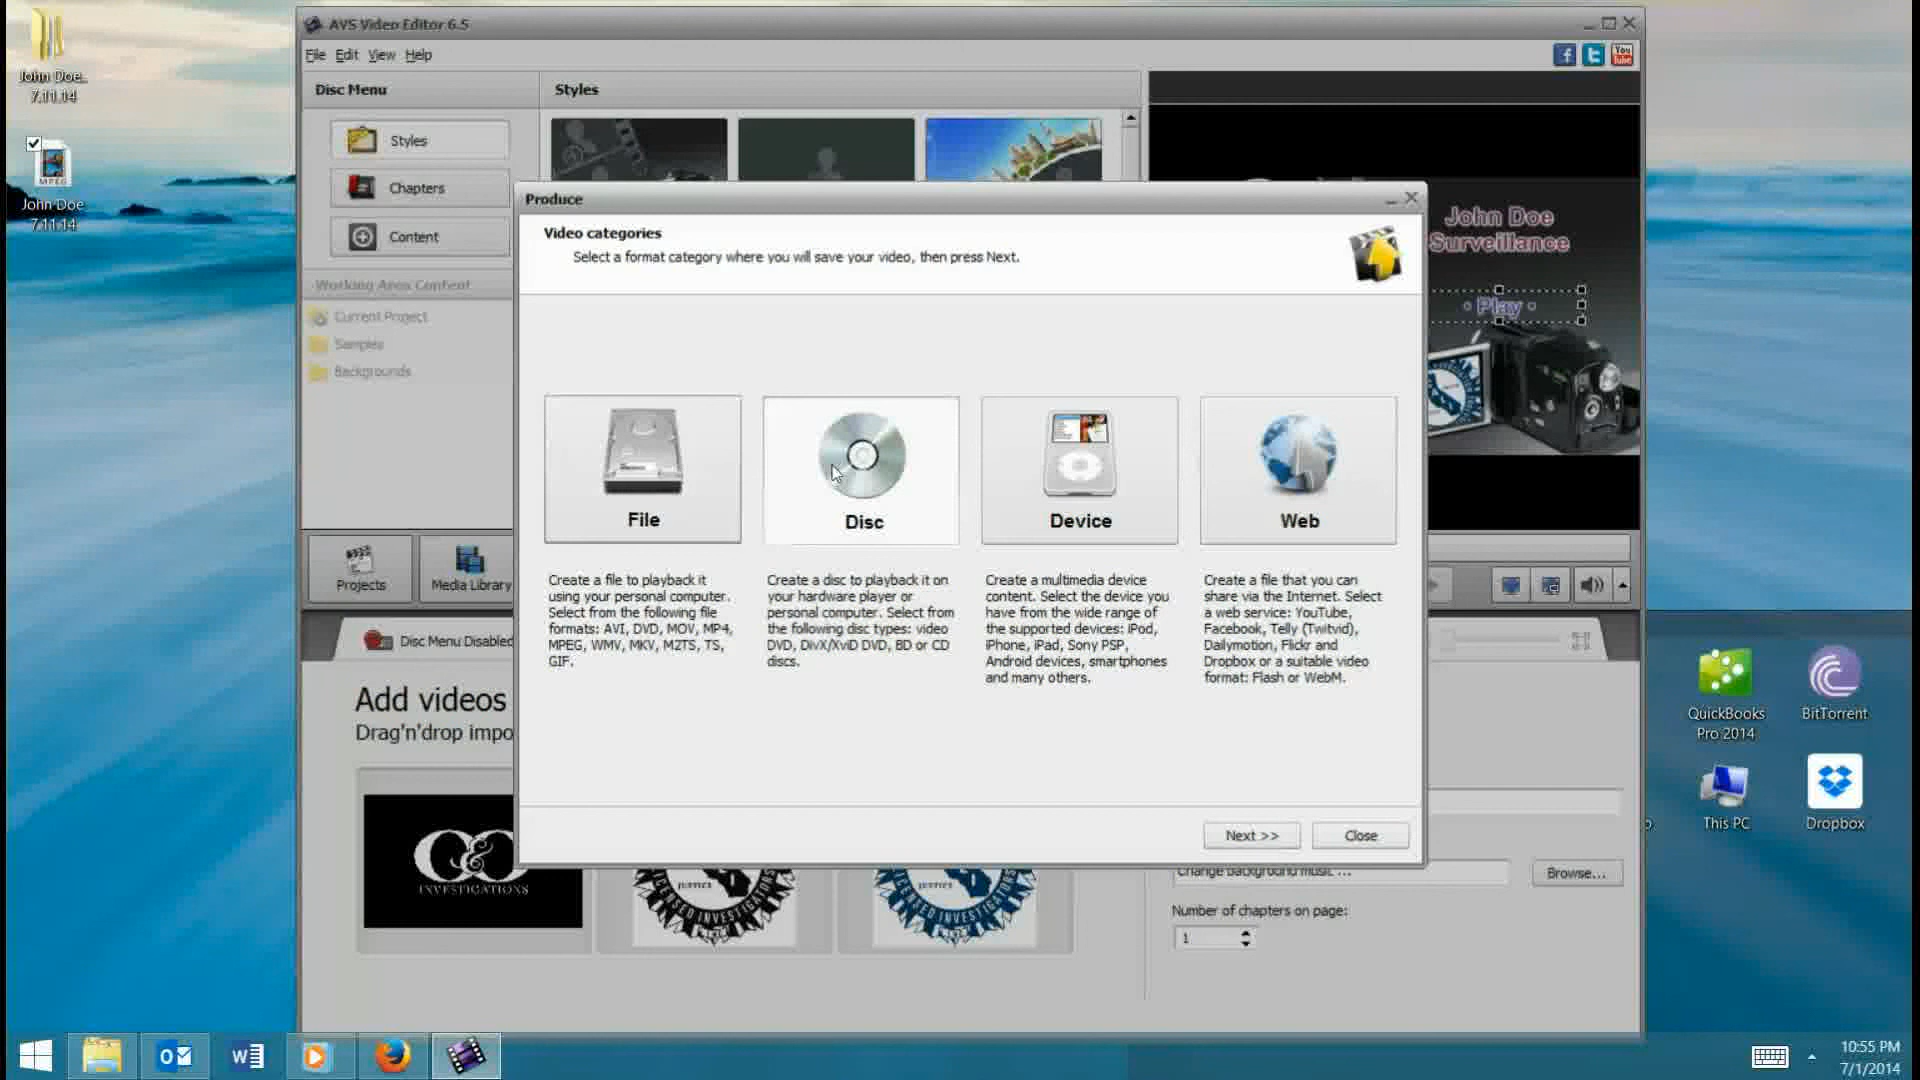 John Doe..
7.11.14
MPEG
John Doe
7.11.14
AVS Video Editor 6.5
File Edit View Help
You
Tube
Disc Menu
Styles
Styles
Chapters
Content
Working Area Content
Current Project
Samples
Backgrounds
Projects
Media Library
Disc Menu Disabled
Add videos
Drag'n'drop impo
John Doe
Surveillance
Play
Produce
Video categories
Select a format category where you will save your video, then press Next.
File
Disc
Device
Web
Create a file to playback it
using your personal computer.
Select from the following file
formats: AVI, DVD, MOV, MP4,
MPEG, WMV, MKV, M2TS, TS,
GIF.
Create a disc to playback it on
your hardware player or
personal computer. Select from
the following disc types: video
DVD, DivX/XviD DVD, BD or CD
discs.
Create a multimedia device
content. Select the device you
have from the wide range of
the supported devices: iPod,
iPhone, iPad, Sony PSP,
Android devices, smartphones
and many others.
Create a file that you can
share via the Internet. Select
a web service: YouTube,
Facebook, Telly (Twitvid),
Dailymotion, Flickr and
Dropbox or a suitable video
format: Flash or WebM.
Next >>
Close
INVESTIGATIONS
JUSTICE
JUSTICE
Change background music ...
Browse...
Number of chapters on page:
1
QuickBooks
Pro 2014
BitTorrent
This PC
Dropbox
10:55 PM
7/1/2014